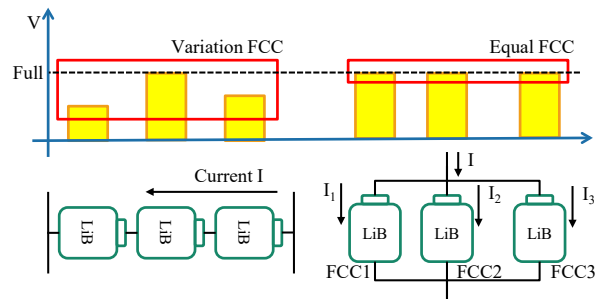 V
Variation FCC
Equal FCC
Full
Current I
I
I1
I2
I3
LiB
LiB
LiB
LiB
LiB
LiB
FCC1
FCC2
FCC3